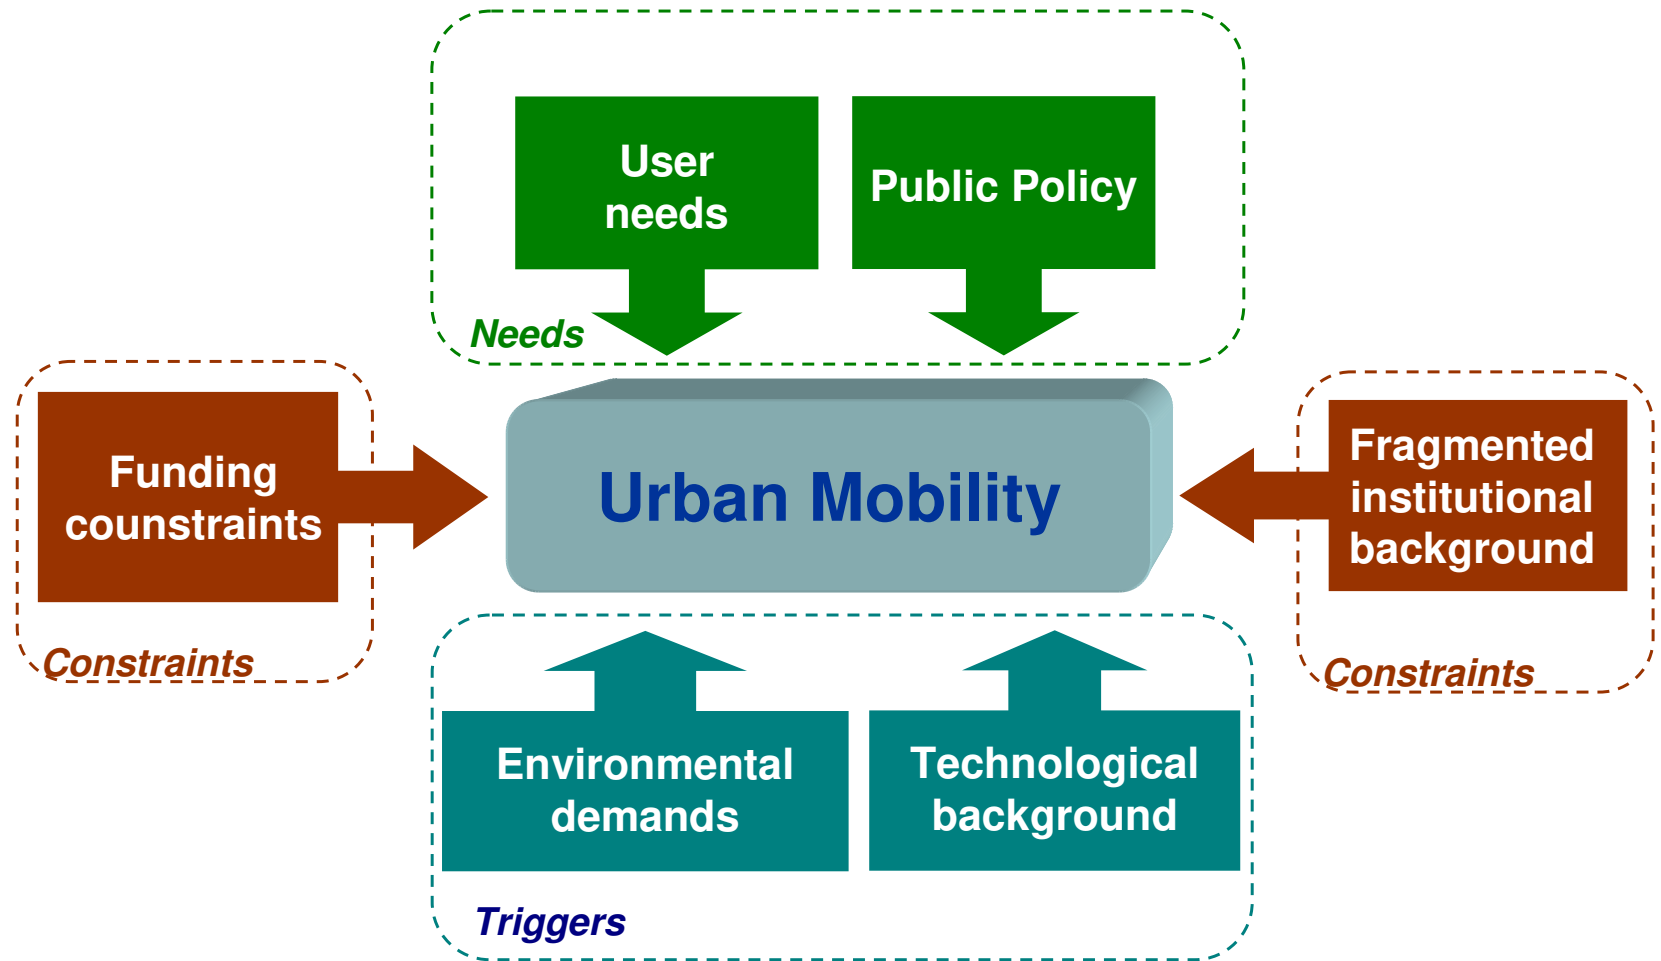 User
needs
Public Policy
Needs
Funding
counstraints
Constraints
Urban Mobility
Fragmented
institutional
background
Constraints
Environmental
demands
Technological
background
Triggers